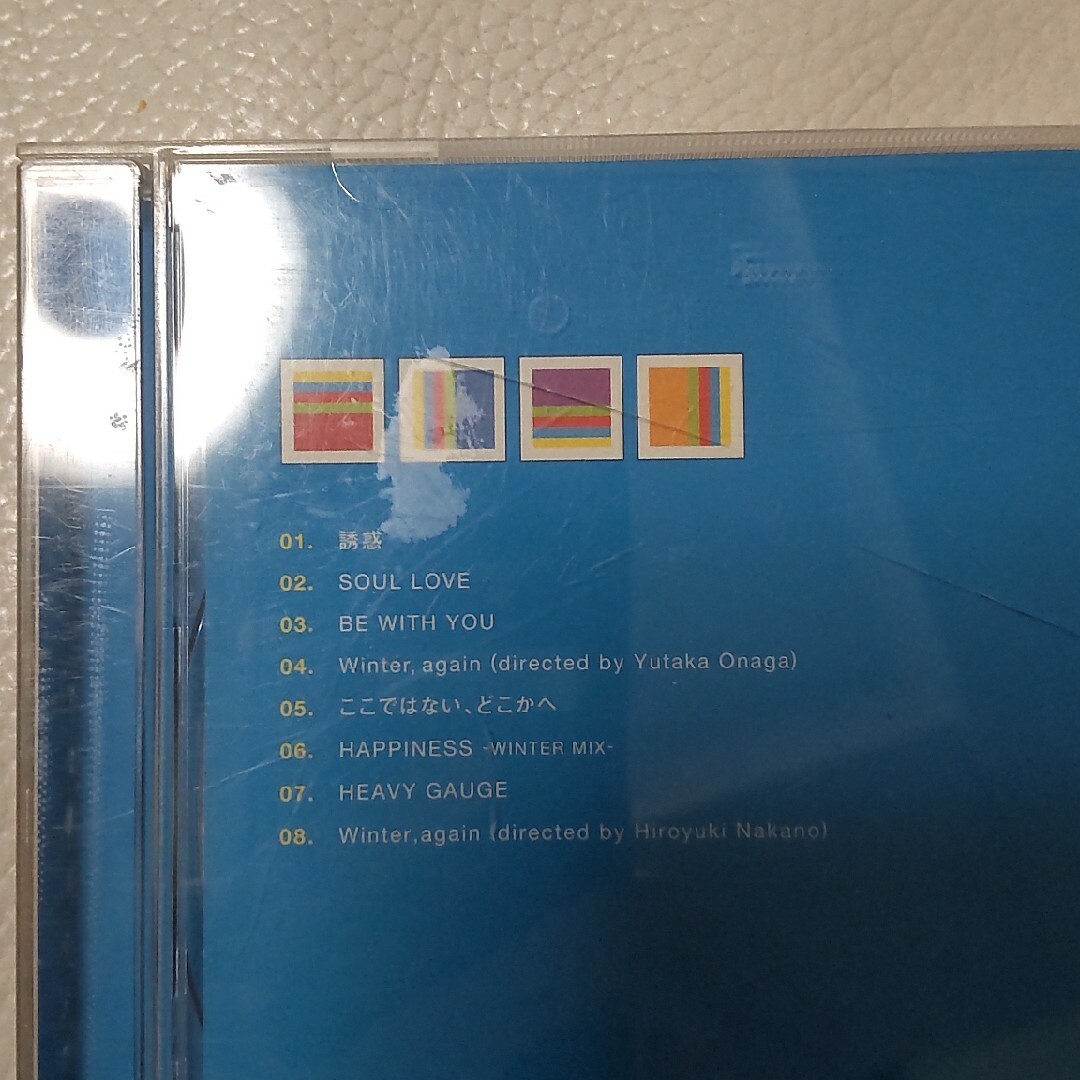 01. 誘惑
02. SOUL LOVE
03. BE WITH YOU
04. Winter, again (directed by Yutaka Onaga)
05. ここではない、どこかへ
06. HAPPINESS -WINTER MIX-
07. HEAVY GAUGE
08. Winter,again (directed by Hiroyuki Nakano)